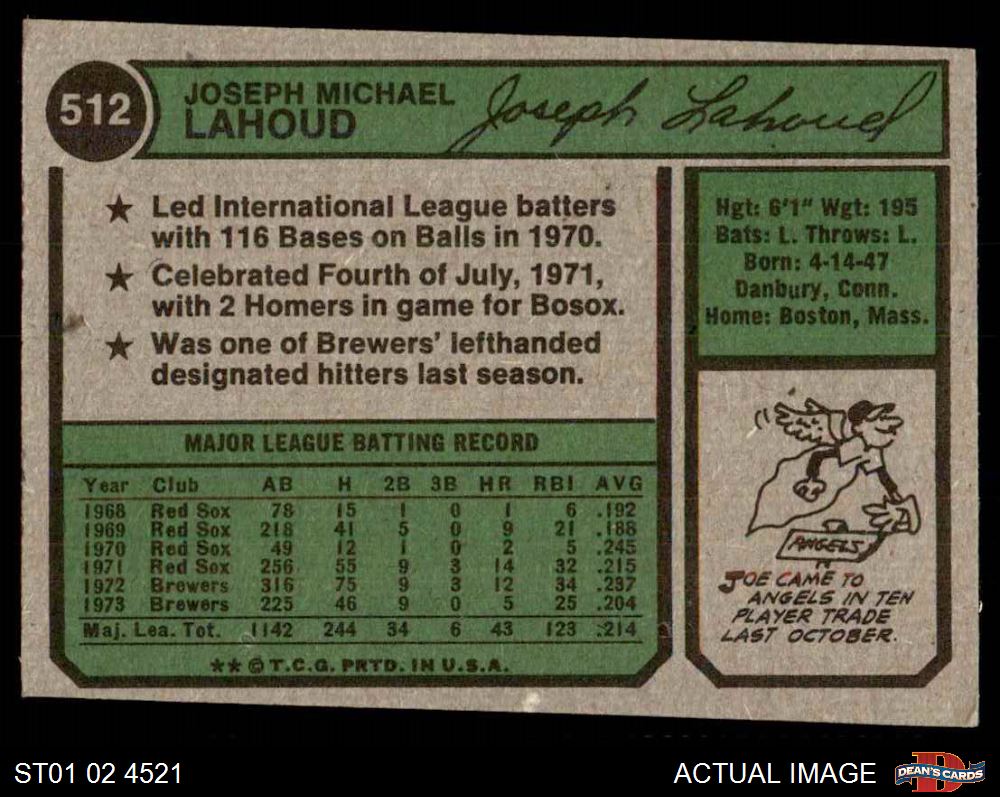 512
JOSEPH MICHAEL
LAHOUD
Joseph Lahoud
★ Led International League batters
with 116 Bases on Balls in 1970.
★ Celebrated Fourth of July, 1971,
with 2 Homers in game for Bosox.
★ Was one of Brewers' lefthanded
designated hitters last season.
Hgt: 6'1" Wgt: 195
Bats: L. Throws: L.
Born: 4-14-47
Danbury, Conn.
Home: Boston, Mass.
MAJOR LEAGUE BATTING RECORD
Year Club AB H 2B 3B HR RBI AVG
1968 Red Sox 78 15 1 0 1 6 .192
1969 Red Sox 218 41 5 0 9 21 .188
1970 Red Sox 49 12 1 0 2 5 .245
1971 Red Sox 256 55 9 3 14 32 .215
1972 Brewers 316 75 9 3 12 34 .237
1973 Brewers 225 46 9 0 5 25 .204
Maj. Lea. Tot. 1142 244 34 6 43 123 .214
★★ © T.C.G. PRTD. IN U.S.A.
ANGELS
JOE CAME TO
ANGELS IN TEN
PLAYER TRADE
LAST OCTOBER.
ST01 02 4521
ACTUAL IMAGE
D
DEAN'S CARDS